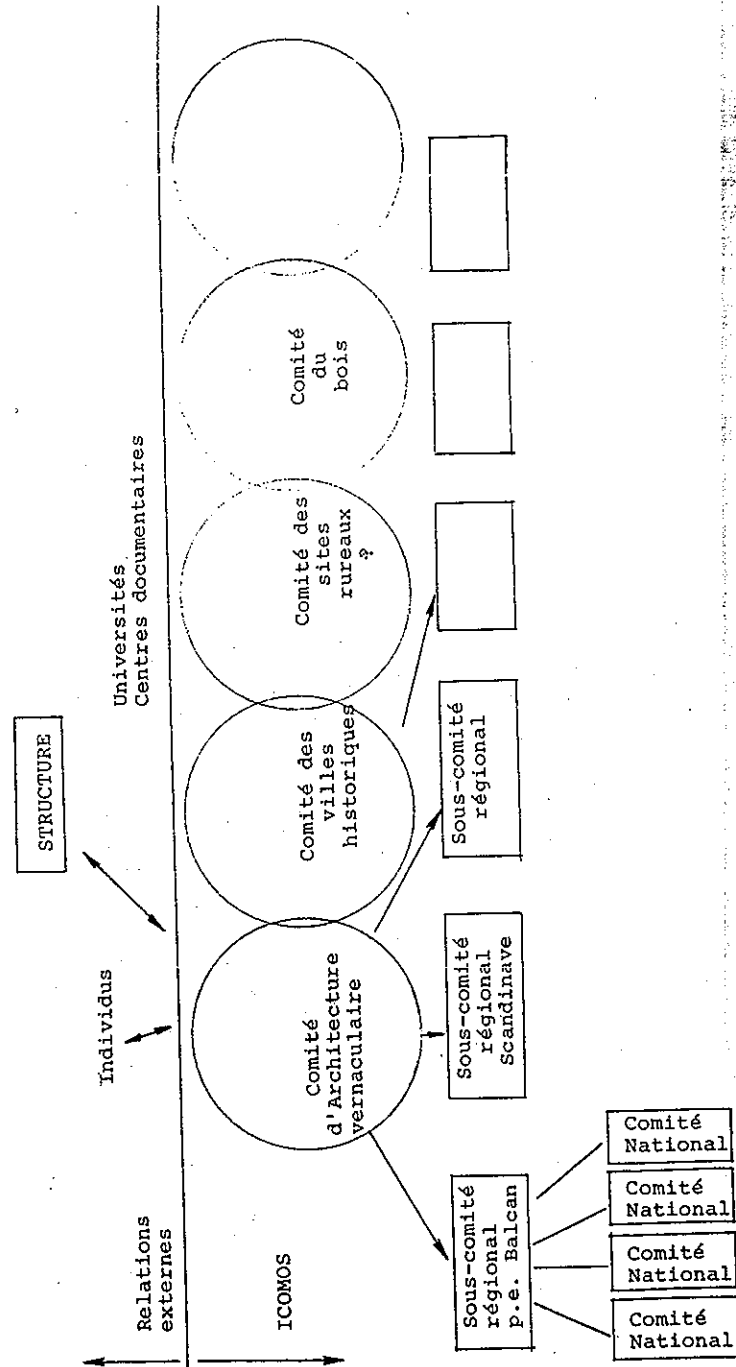 STRUCTURE
Individus
Universités
Centres documentaires
Relations
externes
ICOMOS
Comité
d'Architecture
vernaculaire
Comité des
villes
historiques
Comité des
sites
rureaux
?
Comité
du
bois
Sous-comité
régional
p.e. Balcan
Sous-comité
régional
Scandinave
Sous-comité
régional
Comité
National
Comité
National
Comité
National
Comité
National